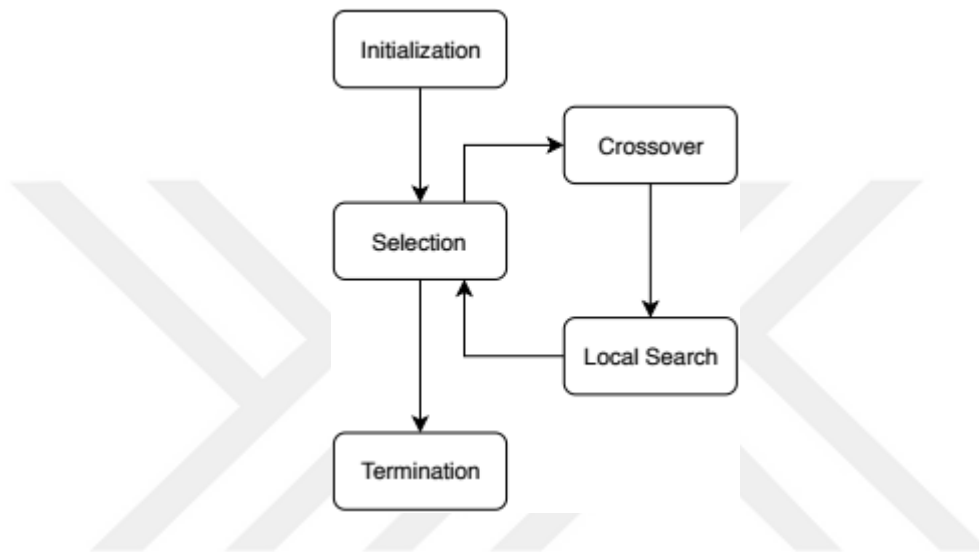 Initialization
Crossover
Selection
Local Search
Termination